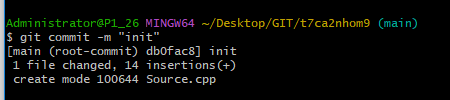 Administrator@P1_26 MINGW64 ~/Desktop/GIT/t7ca2nhom9 (main)
$ git commit -m "init"
[main (root-commit) db0fac8] init
 1 file changed, 14 insertions(+)
 create mode 100644 Source.cpp